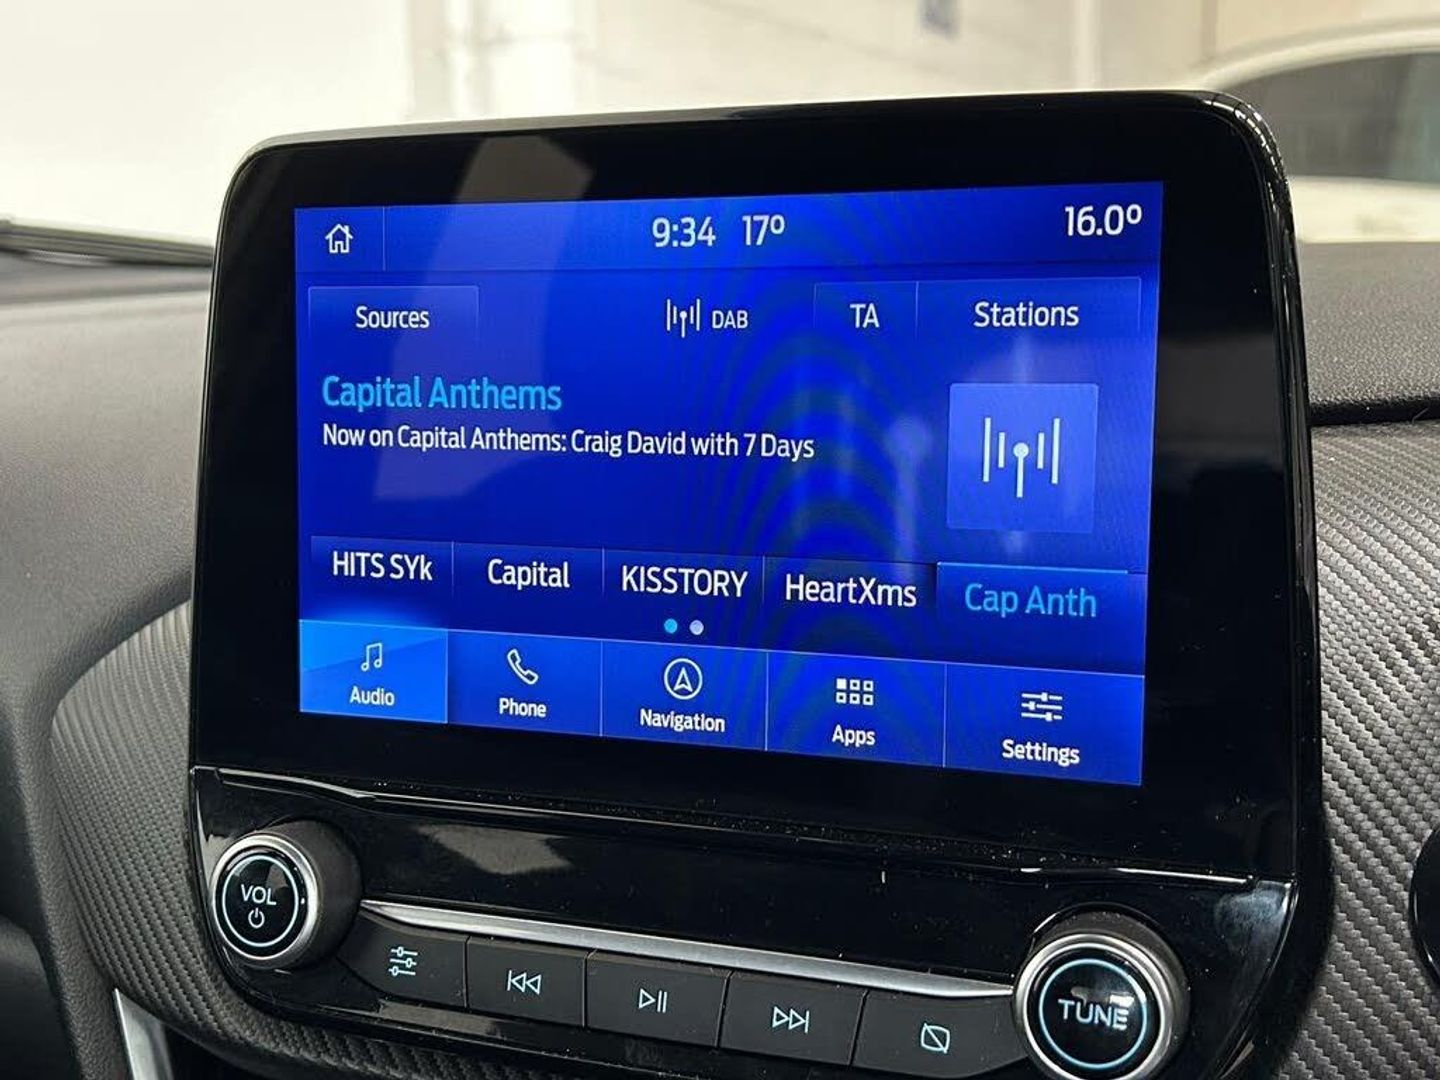 9:34 17° 16.0°
Sources DAB TA Stations
Capital Anthems
Now on Capital Anthems: Craig David with 7 Days
HITS SYk Capital KISSTORY HeartXms Cap Anth
Audio Phone Navigation Apps Settings
VOL
TUNE